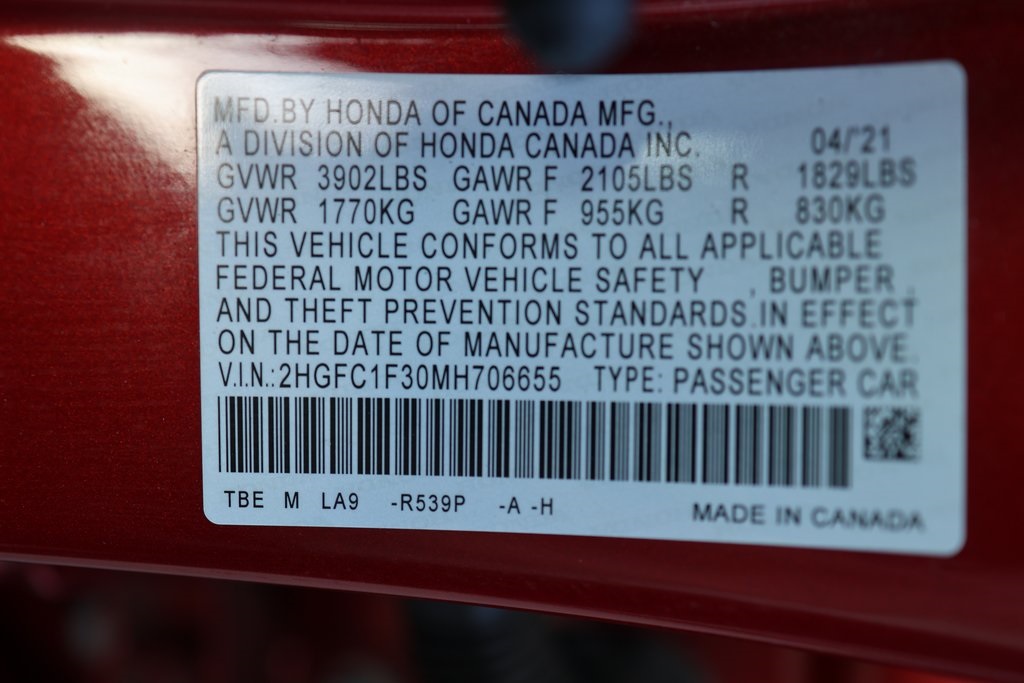 MFD.BY HONDA OF CANADA MFG.,
A DIVISION OF HONDA CANADA INC. 04/'21
GVWR 3902LBS GAWR F 2105LBS R 1829LBS
GVWR 1770KG GAWR F 955KG R 830KG
THIS VEHICLE CONFORMS TO ALL APPLICABLE
FEDERAL MOTOR VEHICLE SAFETY , BUMPER ,
AND THEFT PREVENTION STANDARDS IN EFFECT
ON THE DATE OF MANUFACTURE SHOWN ABOVE.
V.I.N.:2HGFC1F30MH706655 TYPE: PASSENGER CAR
TBE M LA9 -R539P -A -H MADE IN CANADA